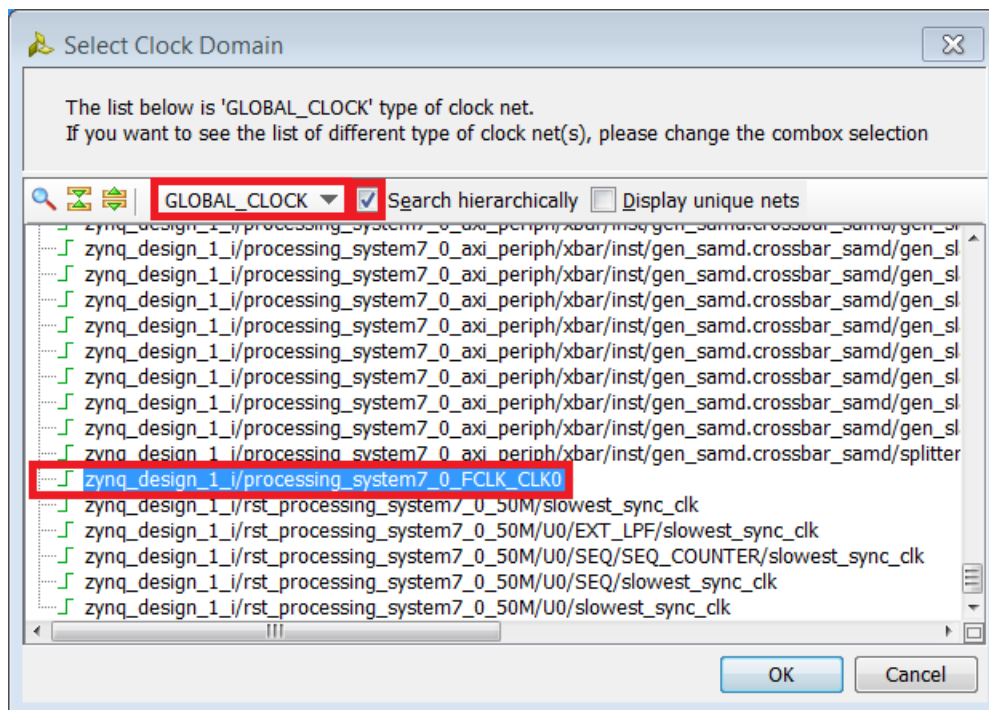 Select Clock Domain
The list below is 'GLOBAL_CLOCK' type of clock net.
If you want to see the list of different type of clock net(s), please change the combox selection
GLOBAL_CLOCK Search hierarchically Display unique nets
zynq_design_1_i/processing_system7_0_axi_periph/xbar/inst/gen_samd.crossbar_samd/gen_sl
zynq_design_1_i/processing_system7_0_axi_periph/xbar/inst/gen_samd.crossbar_samd/gen_sl
zynq_design_1_i/processing_system7_0_axi_periph/xbar/inst/gen_samd.crossbar_samd/gen_sl
zynq_design_1_i/processing_system7_0_axi_periph/xbar/inst/gen_samd.crossbar_samd/gen_sl
zynq_design_1_i/processing_system7_0_axi_periph/xbar/inst/gen_samd.crossbar_samd/gen_sl
zynq_design_1_i/processing_system7_0_axi_periph/xbar/inst/gen_samd.crossbar_samd/gen_sl
zynq_design_1_i/processing_system7_0_axi_periph/xbar/inst/gen_samd.crossbar_samd/gen_sl
zynq_design_1_i/processing_system7_0_axi_periph/xbar/inst/gen_samd.crossbar_samd/gen_sl
zynq_design_1_i/processing_system7_0_axi_periph/xbar/inst/gen_samd.crossbar_samd/splitter
zynq_design_1_i/processing_system7_0_FCLK_CLK0
zynq_design_1_i/rst_processing_system7_0_50M/slowest_sync_clk
zynq_design_1_i/rst_processing_system7_0_50M/U0/EXT_LPF/slowest_sync_clk
zynq_design_1_i/rst_processing_system7_0_50M/U0/SEQ/SEQ_COUNTER/slowest_sync_clk
zynq_design_1_i/rst_processing_system7_0_50M/U0/SEQ/slowest_sync_clk
zynq_design_1_i/rst_processing_system7_0_50M/U0/slowest_sync_clk
OK Cancel